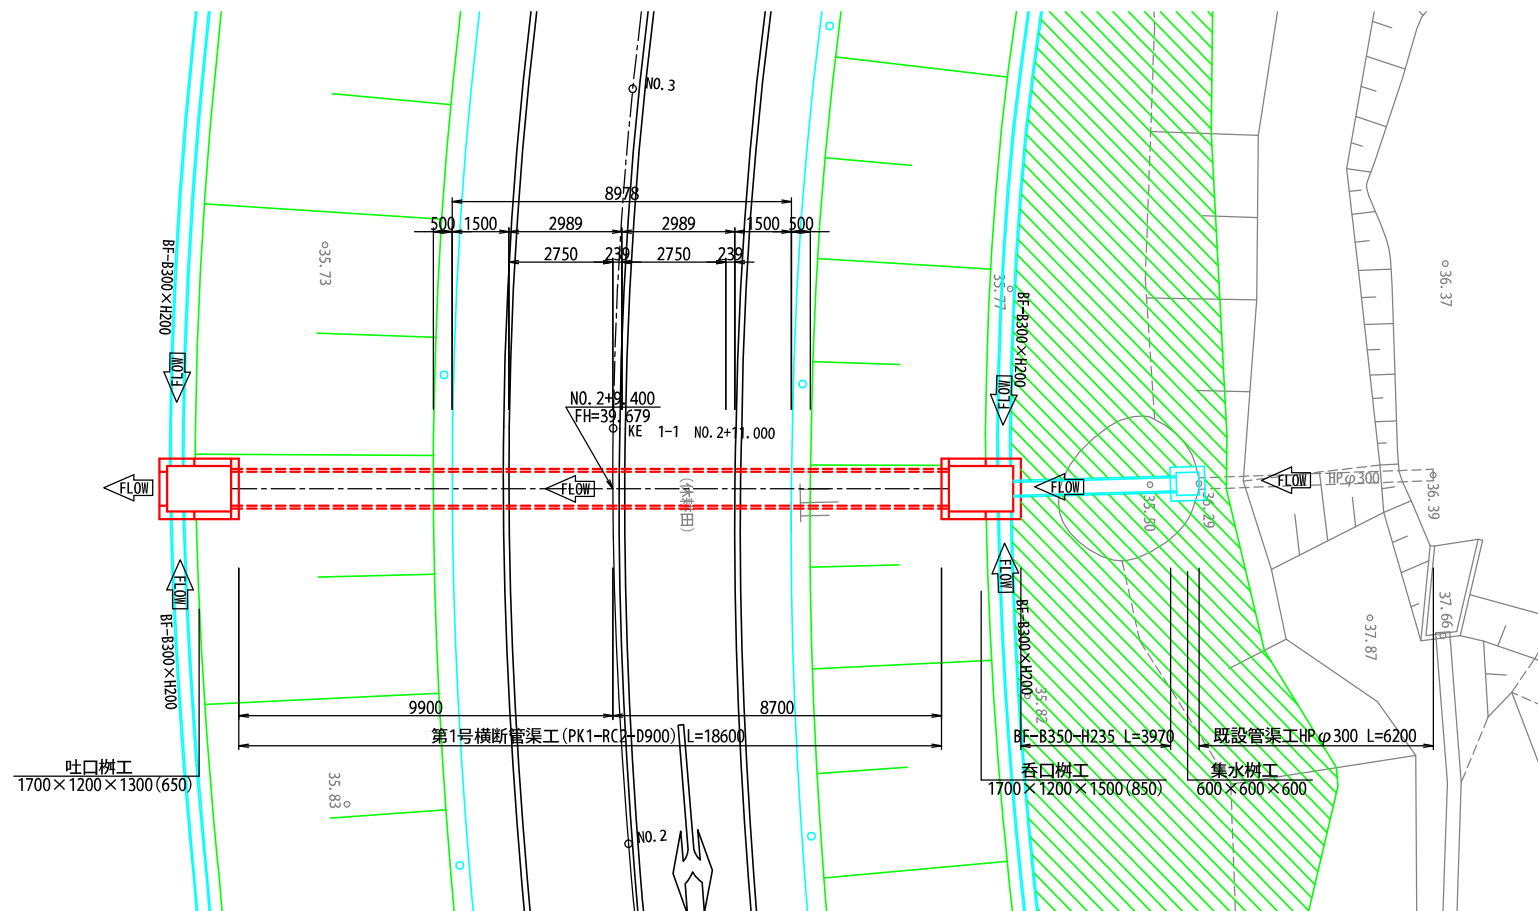 NO.3
8978
500 1500 2989 2989 1500 500
2750 239 2750 239
BF-B300×H200
35.73
35.77
BF-B300×H200
36.37
FLOW
FLOW
NO.2+9.400
FH=39.679
KE 1-1 NO.2+11.000
FLOW
FLOW
(休耕田)
FLOW
35.50
36.29
FLOW
HPφ300
36.39
FLOW
FLOW
BF-B300×H200
BF-B300×H200
37.66
37.87
35.82
9900
8700
第1号横断管渠工(PK1-RC2-D900) L=18600
BF-B350-H235 L=3970
既設管渠工HPφ300 L=6200
吐口桝工
1700×1200×1300(650)
呑口桝工
1700×1200×1500(850)
集水桝工
600×600×600
35.83
NO.2